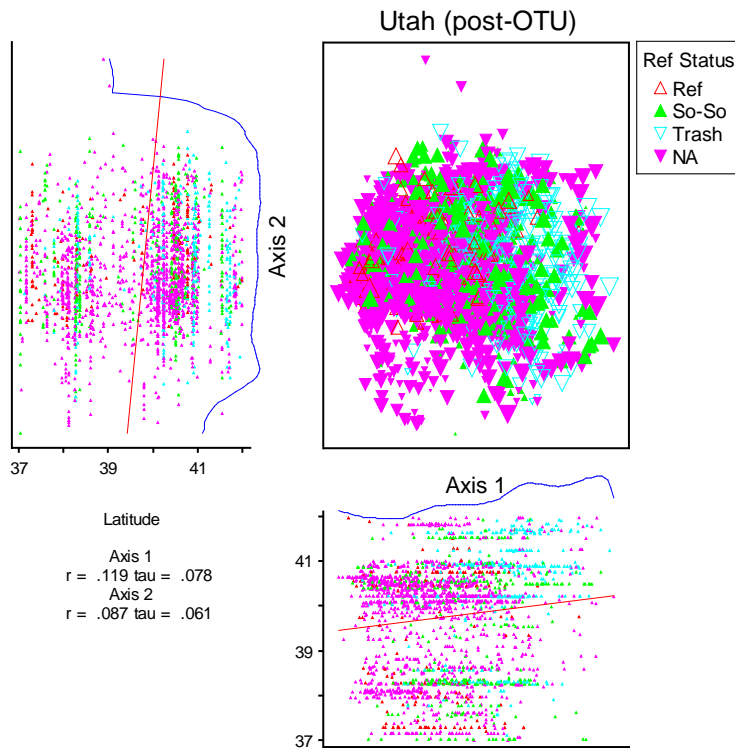 Utah (post-OTU)
Ref Status
Ref
So-So
Trash
NA
Axis 2
37 39 41
Axis 1
Latitude
Axis 1
r = .119 tau = .078
Axis 2
r = .087 tau = .061
41
39
37